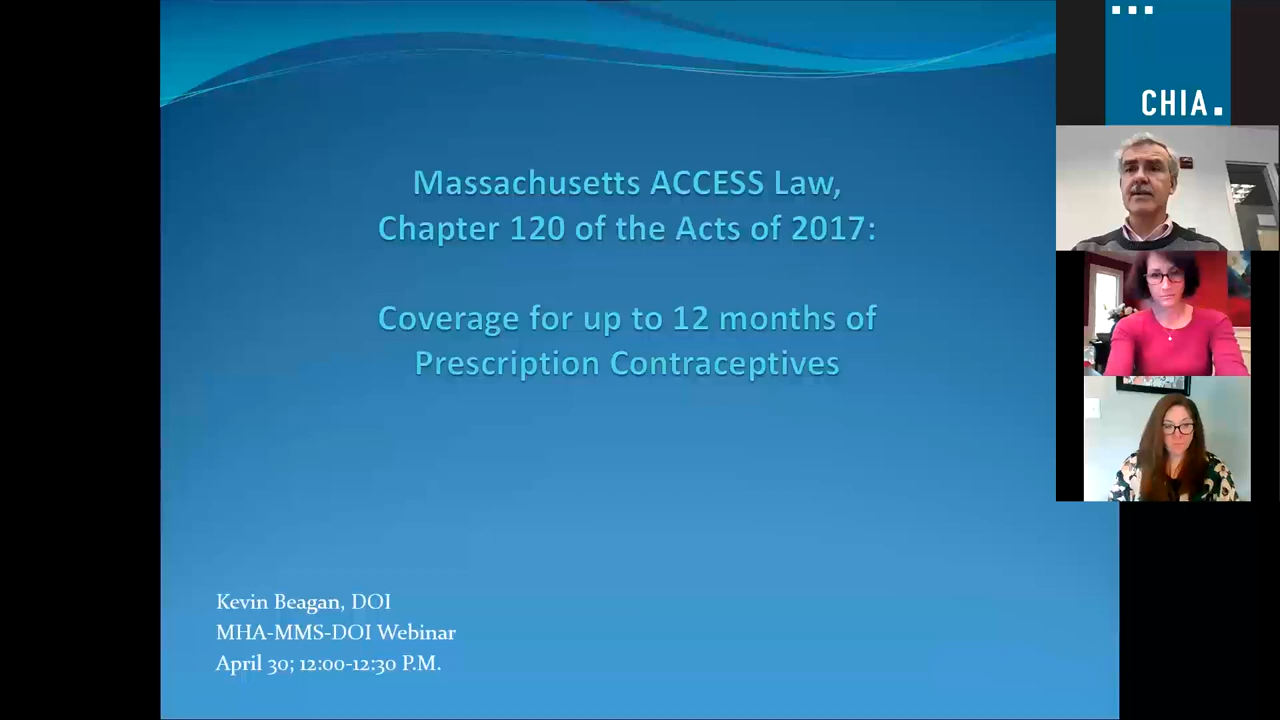 CHIA.
Massachusetts ACCESS Law,
Chapter 120 of the Acts of 2017:
Coverage for up to 12 months of
Prescription Contraceptives
Kevin Beagan, DOI
MHA-MMS-DOI Webinar
April 30; 12:00-12:30 P.M.